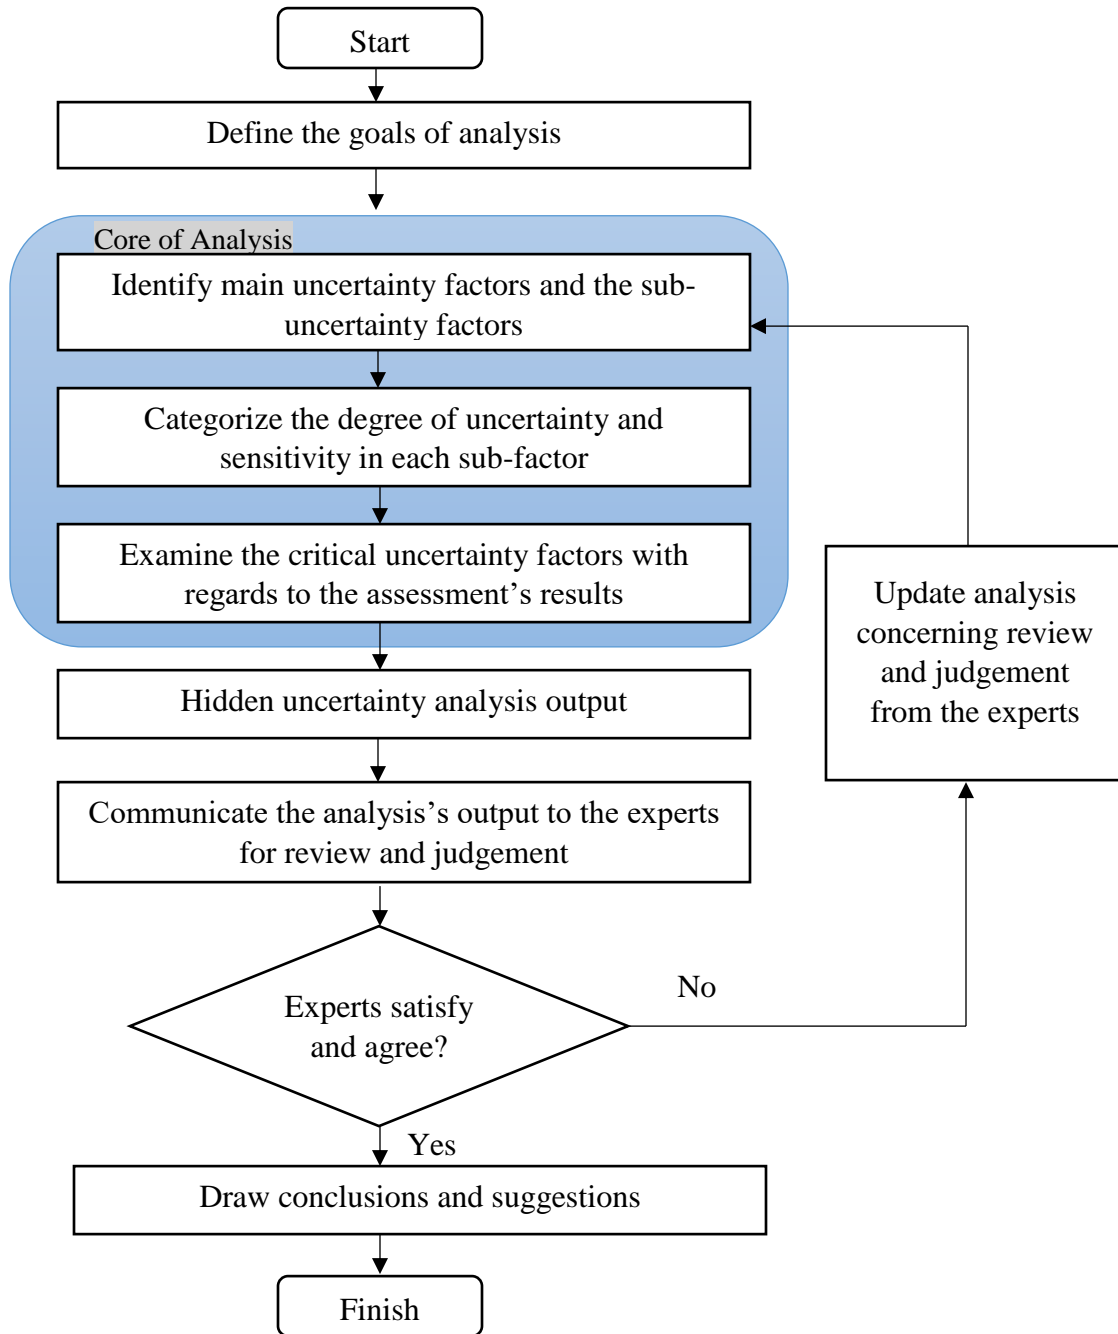 Start
Define the goals of analysis
Core of Analysis
Identify main uncertainty factors and the sub-
uncertainty factors
Categorize the degree of uncertainty and
sensitivity in each sub-factor
Examine the critical uncertainty factors with
regards to the assessment’s results
Hidden uncertainty analysis output
Communicate the analysis’s output to the experts
for review and judgement
Experts satisfy
and agree?
No
Update analysis
concerning review
and judgement
from the experts
Yes
Draw conclusions and suggestions
Finish